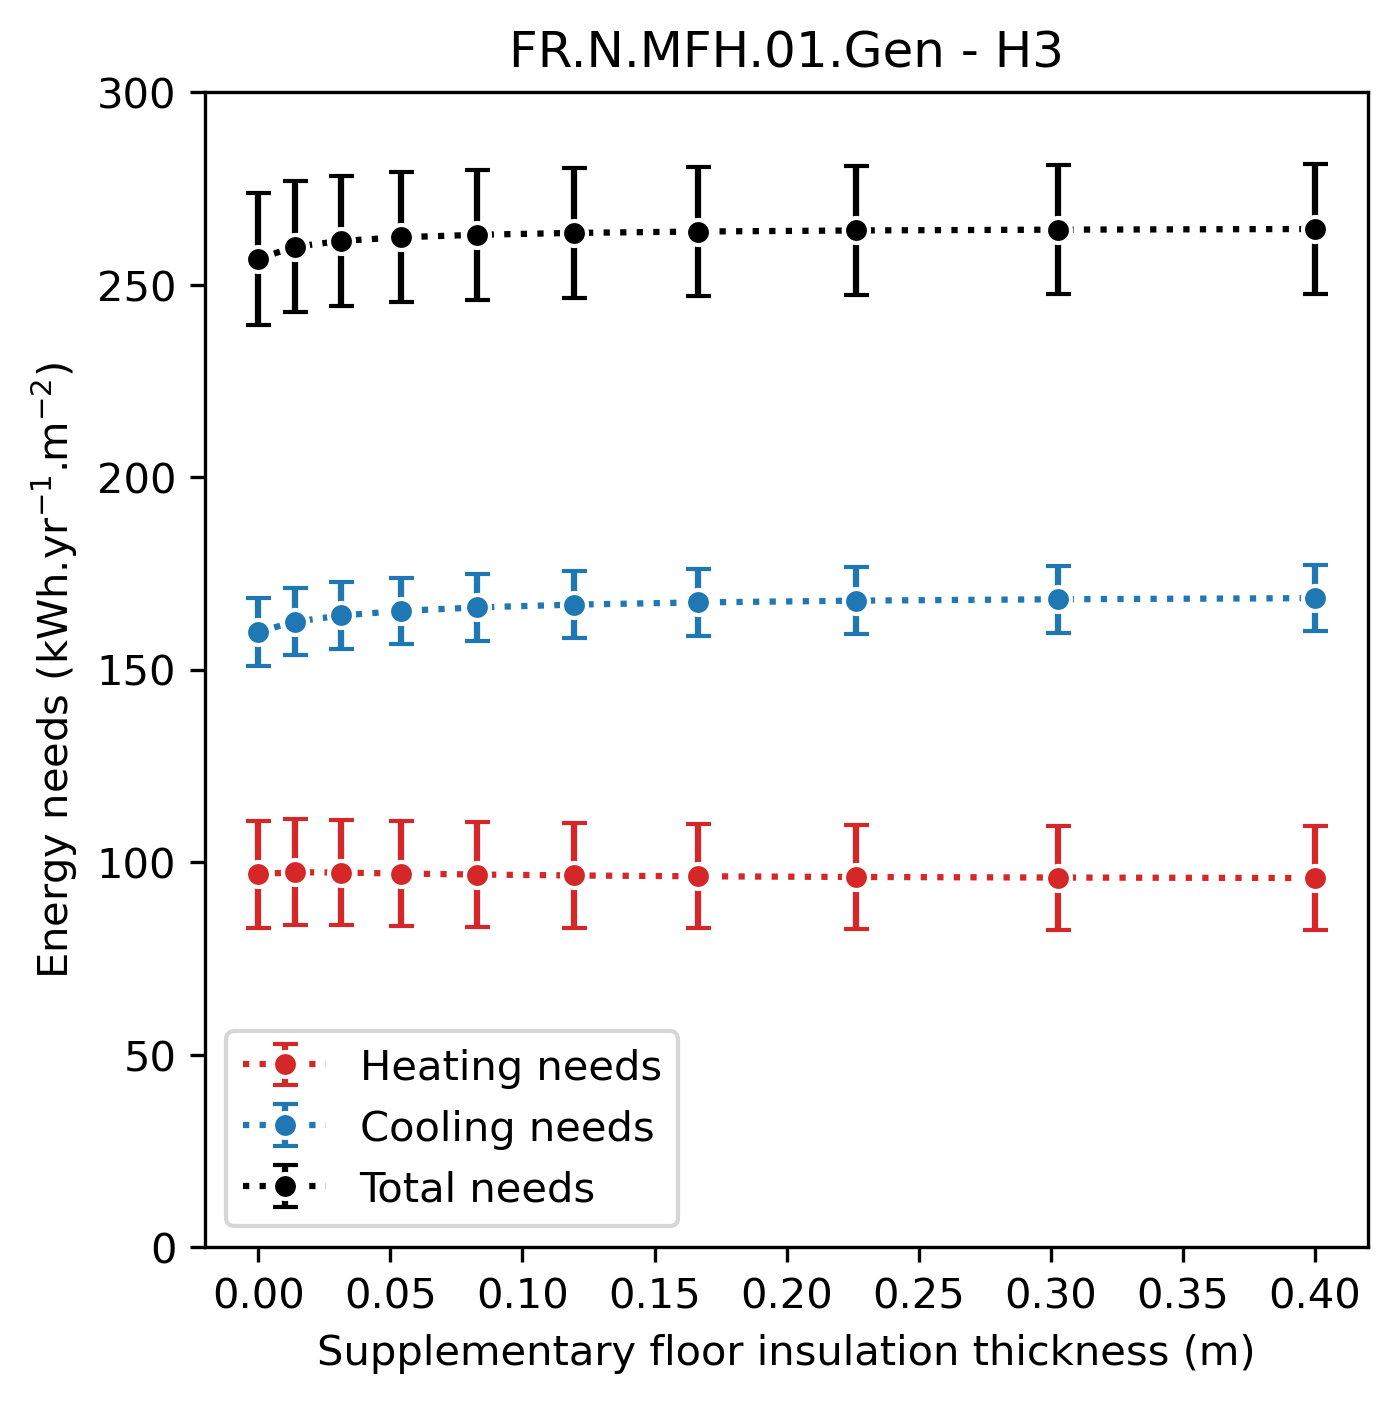 FR.N.MFH.01.Gen - H3
300
250
200
150
100
50
0
Energy needs (kWh.yr⁻¹.m⁻²)
Heating needs
Cooling needs
Total needs
0.00 0.05 0.10 0.15 0.20 0.25 0.30 0.35 0.40
Supplementary floor insulation thickness (m)